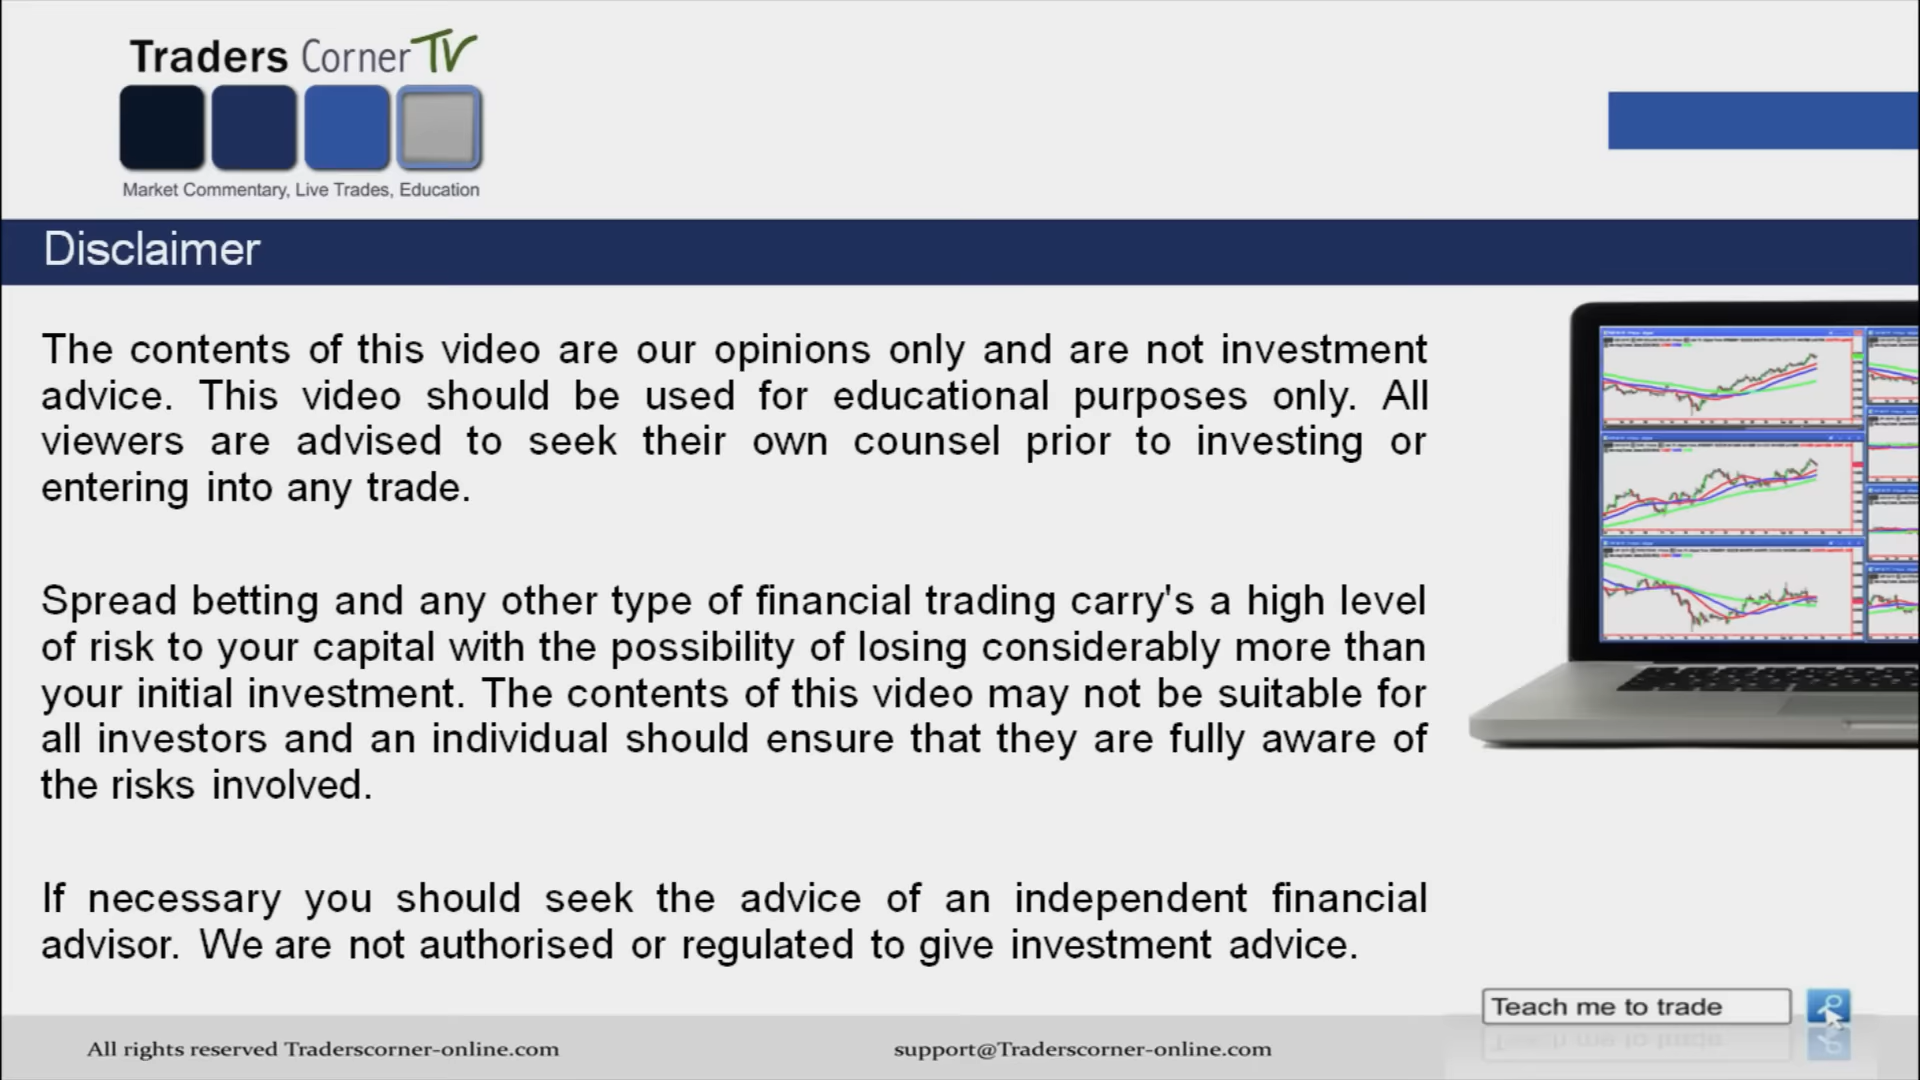 Traders Corner TV
Market Commentary, Live Trades, Education
Disclaimer
The contents of this video are our opinions only and are not investment
advice. This video should be used for educational purposes only. All
viewers are advised to seek their own counsel prior to investing or
entering into any trade.
Spread betting and any other type of financial trading carry's a high level
of risk to your capital with the possibility of losing considerably more than
your initial investment. The contents of this video may not be suitable for
all investors and an individual should ensure that they are fully aware of
the risks involved.
If necessary you should seek the advice of an independent financial
advisor. We are not authorised or regulated to give investment advice.
Teach me to trade
All rights reserved Traderscorner-online.com
support@Traderscorner-online.com